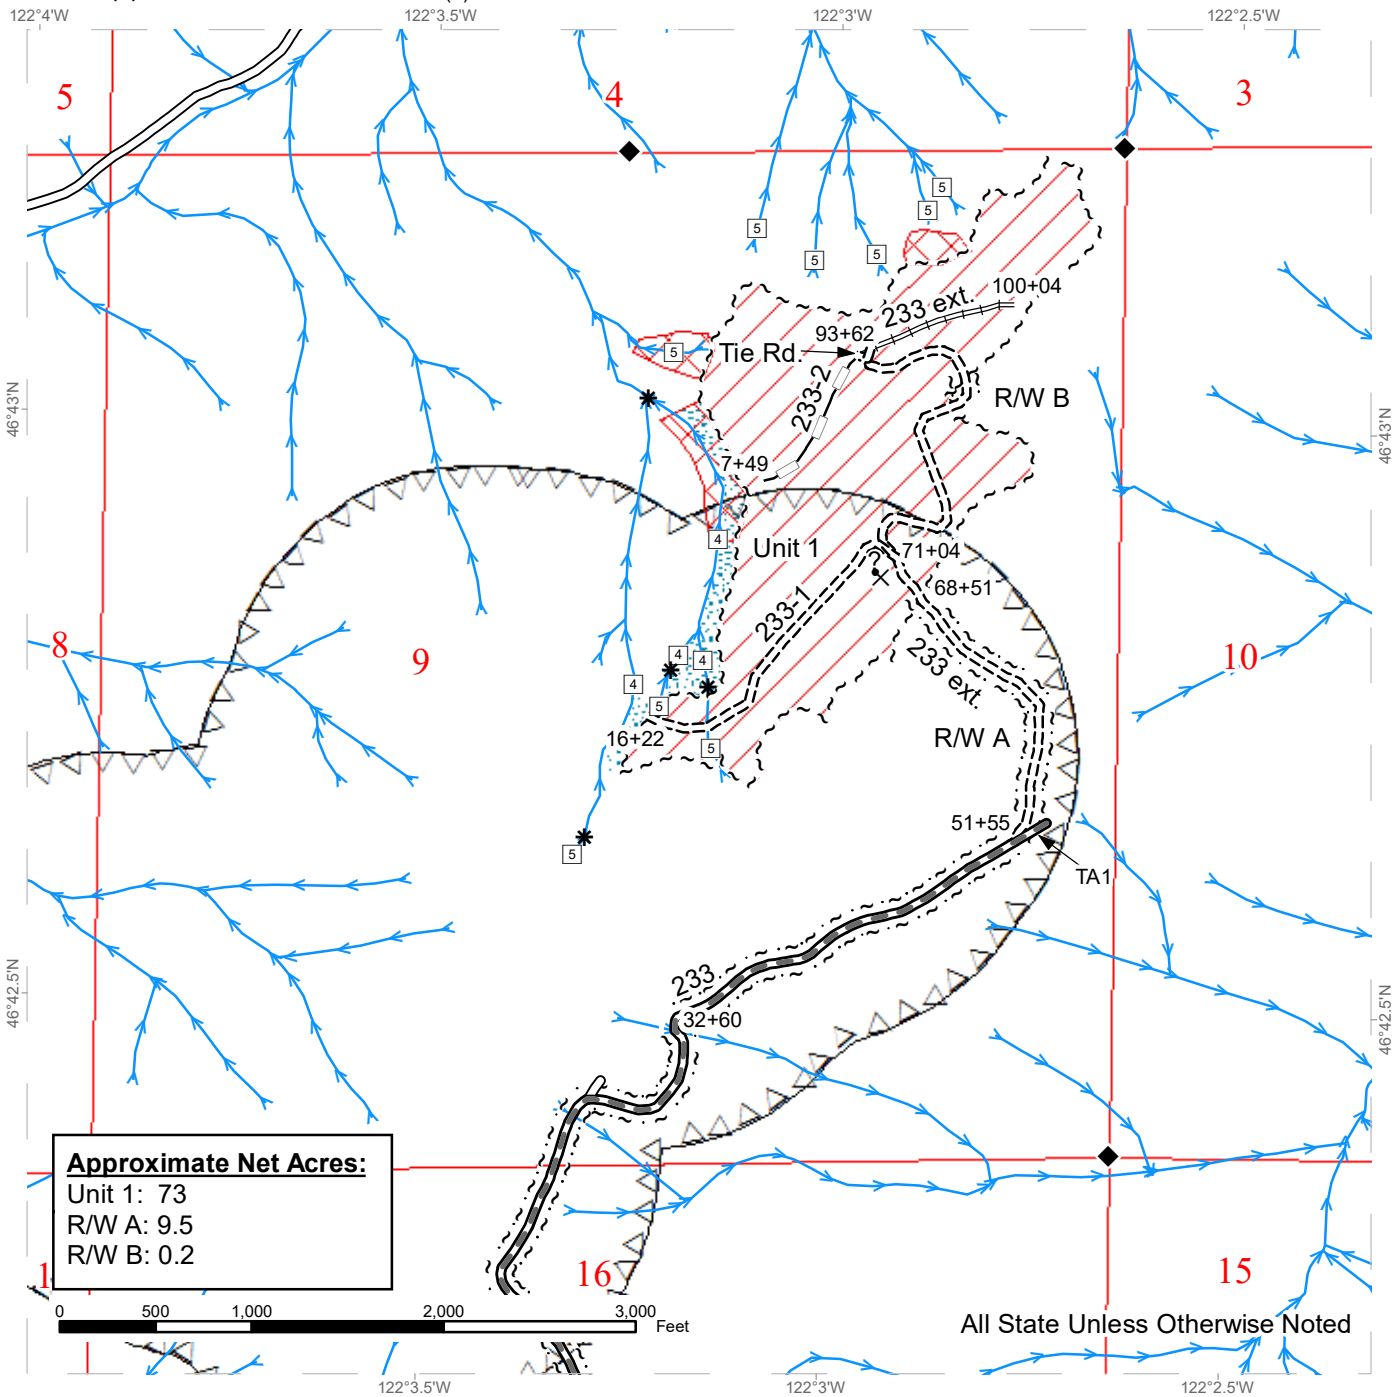 122°4'W
122°3.5'W
122°3'W
122°2.5'W
5
4
3
5
5
5
5
5
100+04
233 ext.
93+62
Tie Rd.
5
233-2
R/W B
46°43'N
46°43'N
7+49
4
Unit 1
71+04
68+51
233-1
8
9
10
4
4
233 ext.
4
5
16+22
5
R/W A
51+55
5
TA1
233
46°42.5'N
46°42.5'N
32+60
Approximate Net Acres:
Unit 1: 73
R/W A: 9.5
R/W B: 0.2
16
15
0
500
1,000
2,000
3,000
Feet
All State Unless Otherwise Noted
122°3.5'W
122°3'W
122°2.5'W